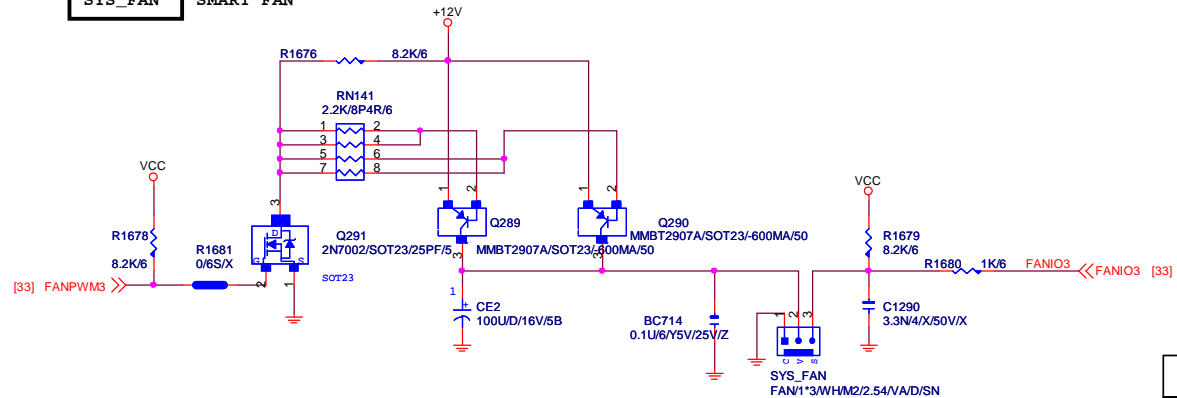 SYS_FAN SMART FAN
+12V
R1676 8.2K/6
RN141
2.2K/8P4R/6
1 2
3 4
5 6
7 8
VCC
VCC
3
1 2
1 2
D
G S
R1678
8.2K/6
R1681
0/6S/X
Q291
2N7002/SOT23/25PF/5
SOT23
Q289
MMBT2907A/SOT23/-600MA/50
Q290
MMBT2907A/SOT23/-600MA/50
R1679
8.2K/6
R1680 1K/6
FANIO3
FANIO3 [33]
[33] FANPWM3
2 1
3
3
1
+
CE2
100U/D/16V/5B
BC714
0.1U/6/Y5V/25V/Z
1 2 3
C V S
C1290
3.3N/4/X/50V/X
SYS_FAN
FAN/1*3/WH/M2/2.54/VA/D/SN